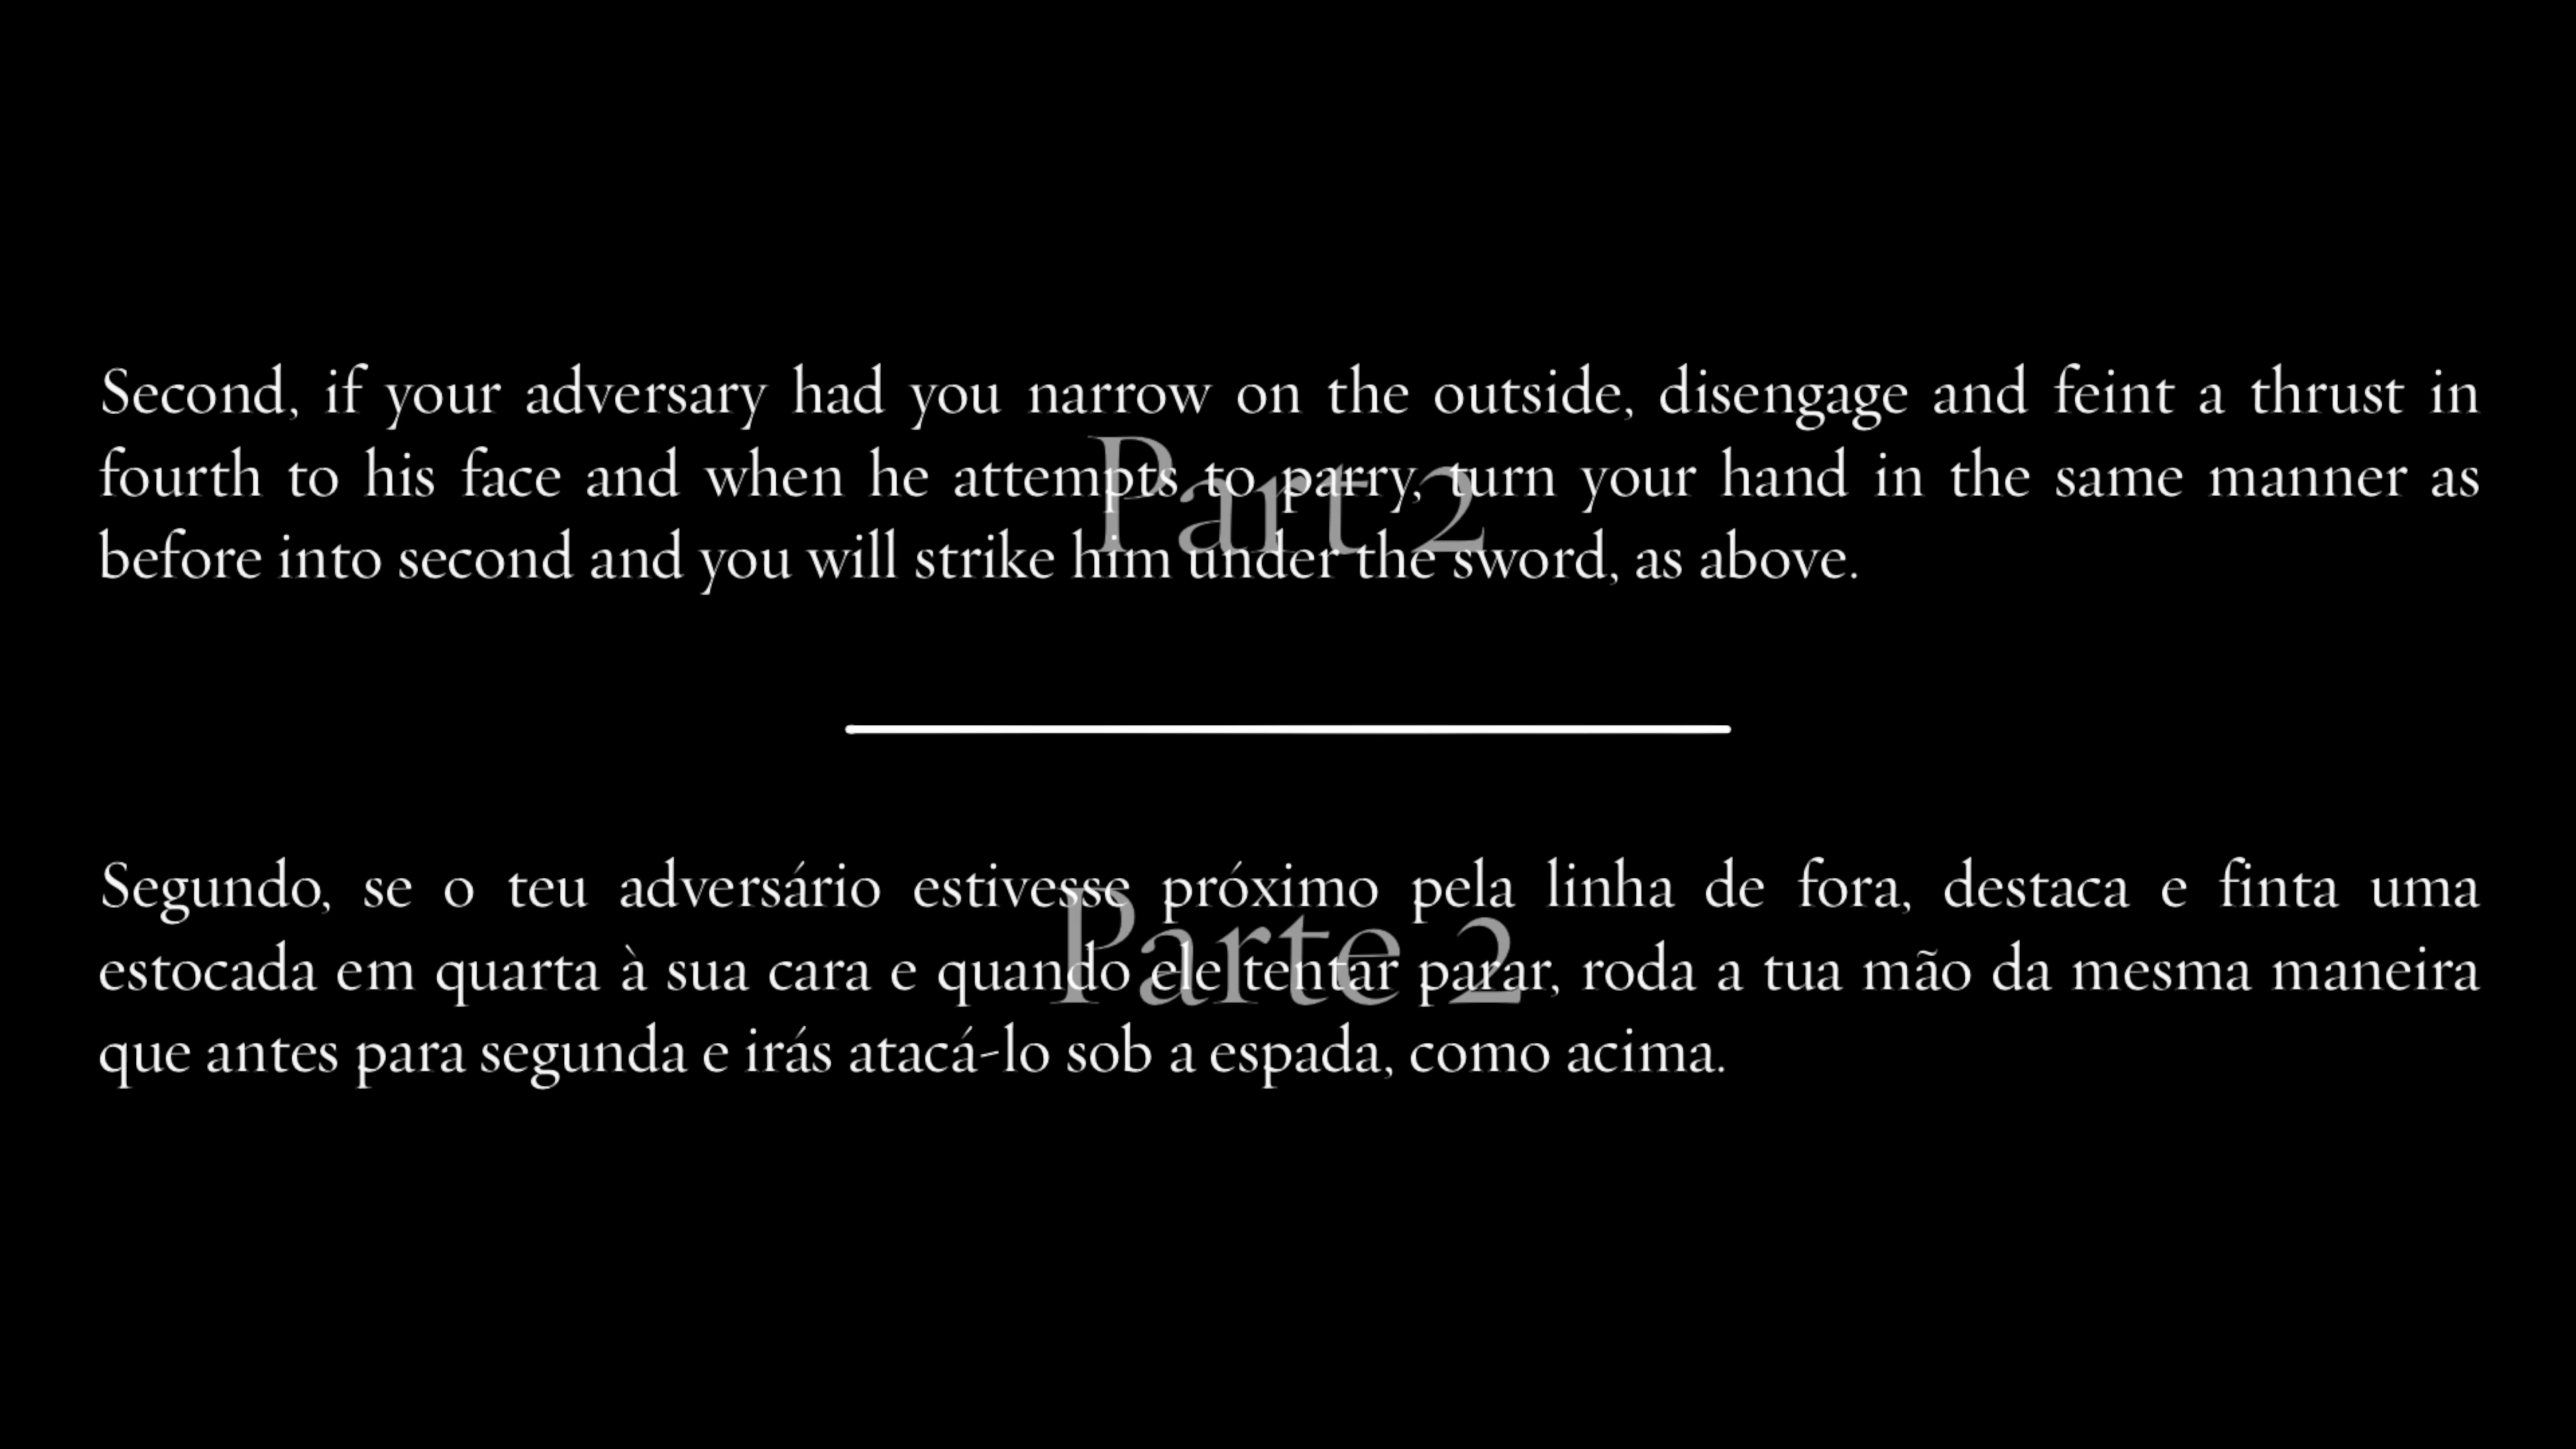 Second, if your adversary had you narrow on the outside, disengage and feint a thrust in
fourth to his face and when he attempts to parry, turn your hand in the same manner as
before into second and you will strike him under the sword, as above.
Part 2
Segundo, se o teu adversário estivesse próximo pela linha de fora, destaca e finta uma
estocada em quarta à sua cara e quando ele tentar parar, roda a tua mão da mesma maneira
que antes para segunda e irás atacá-lo sob a espada, como acima.
Parte 2